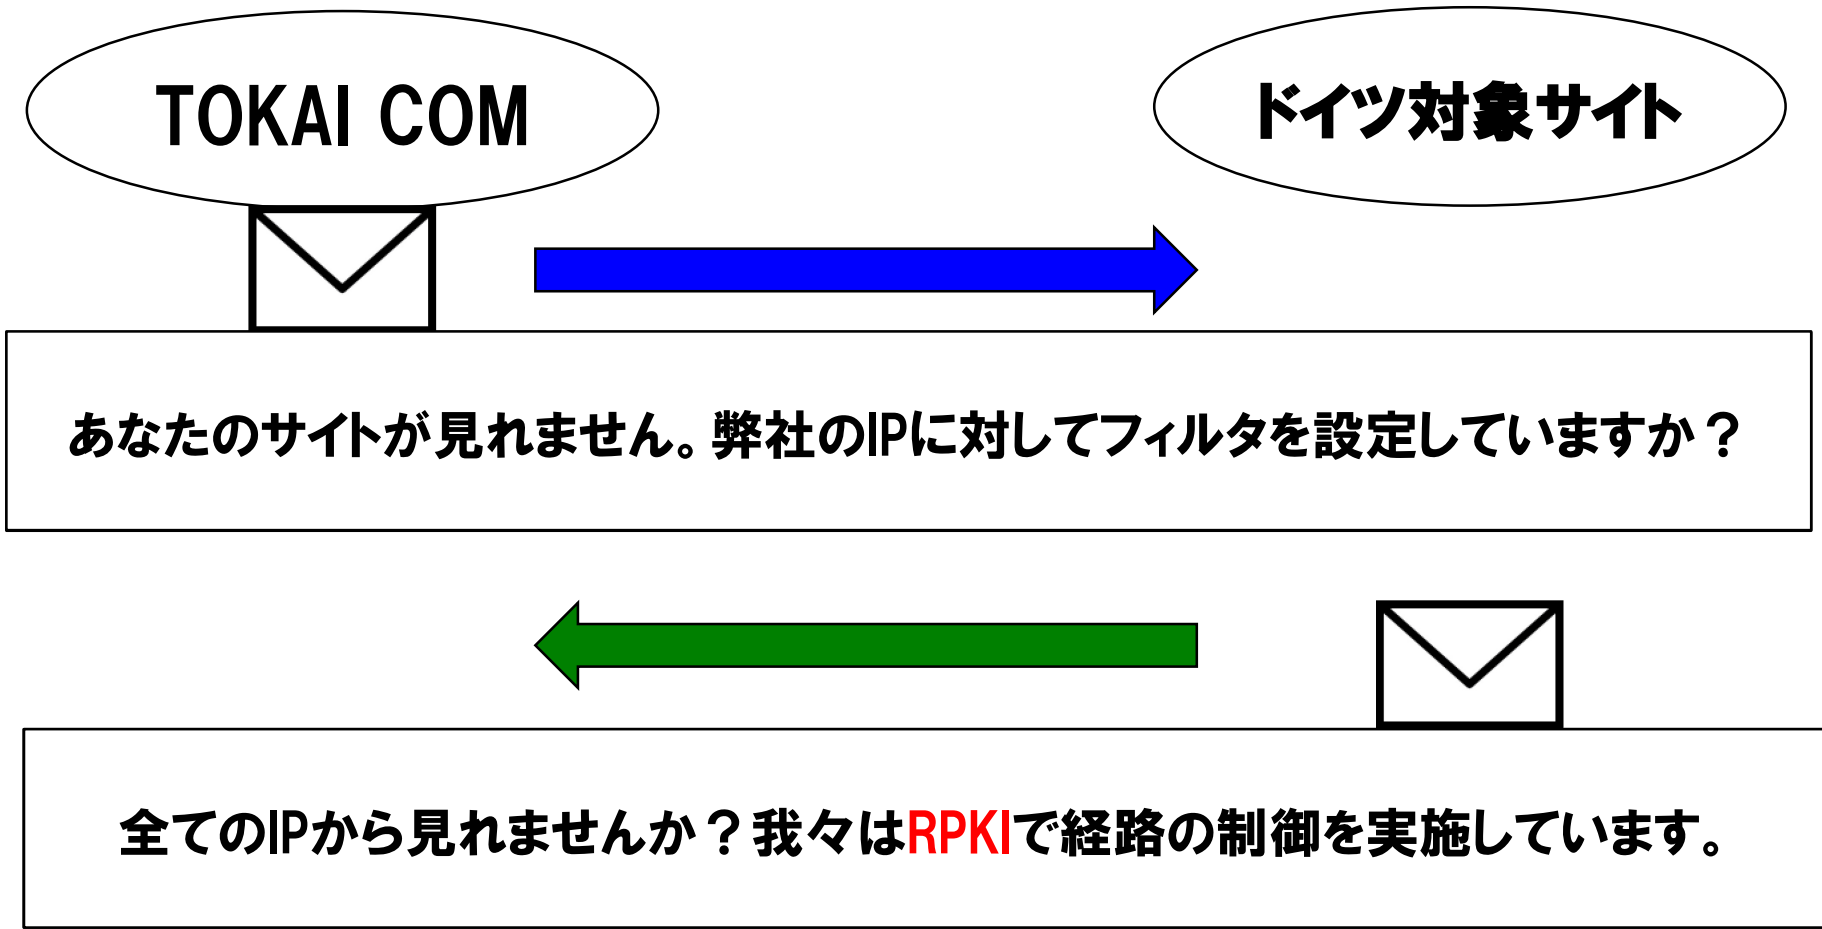 TOKAI COM
ドイツ対象サイト
あなたのサイトが見れません。弊社のIPに対してフィルタを設定していますか？
全てのIPから見れませんか？我々はRPKIで経路の制御を実施しています。